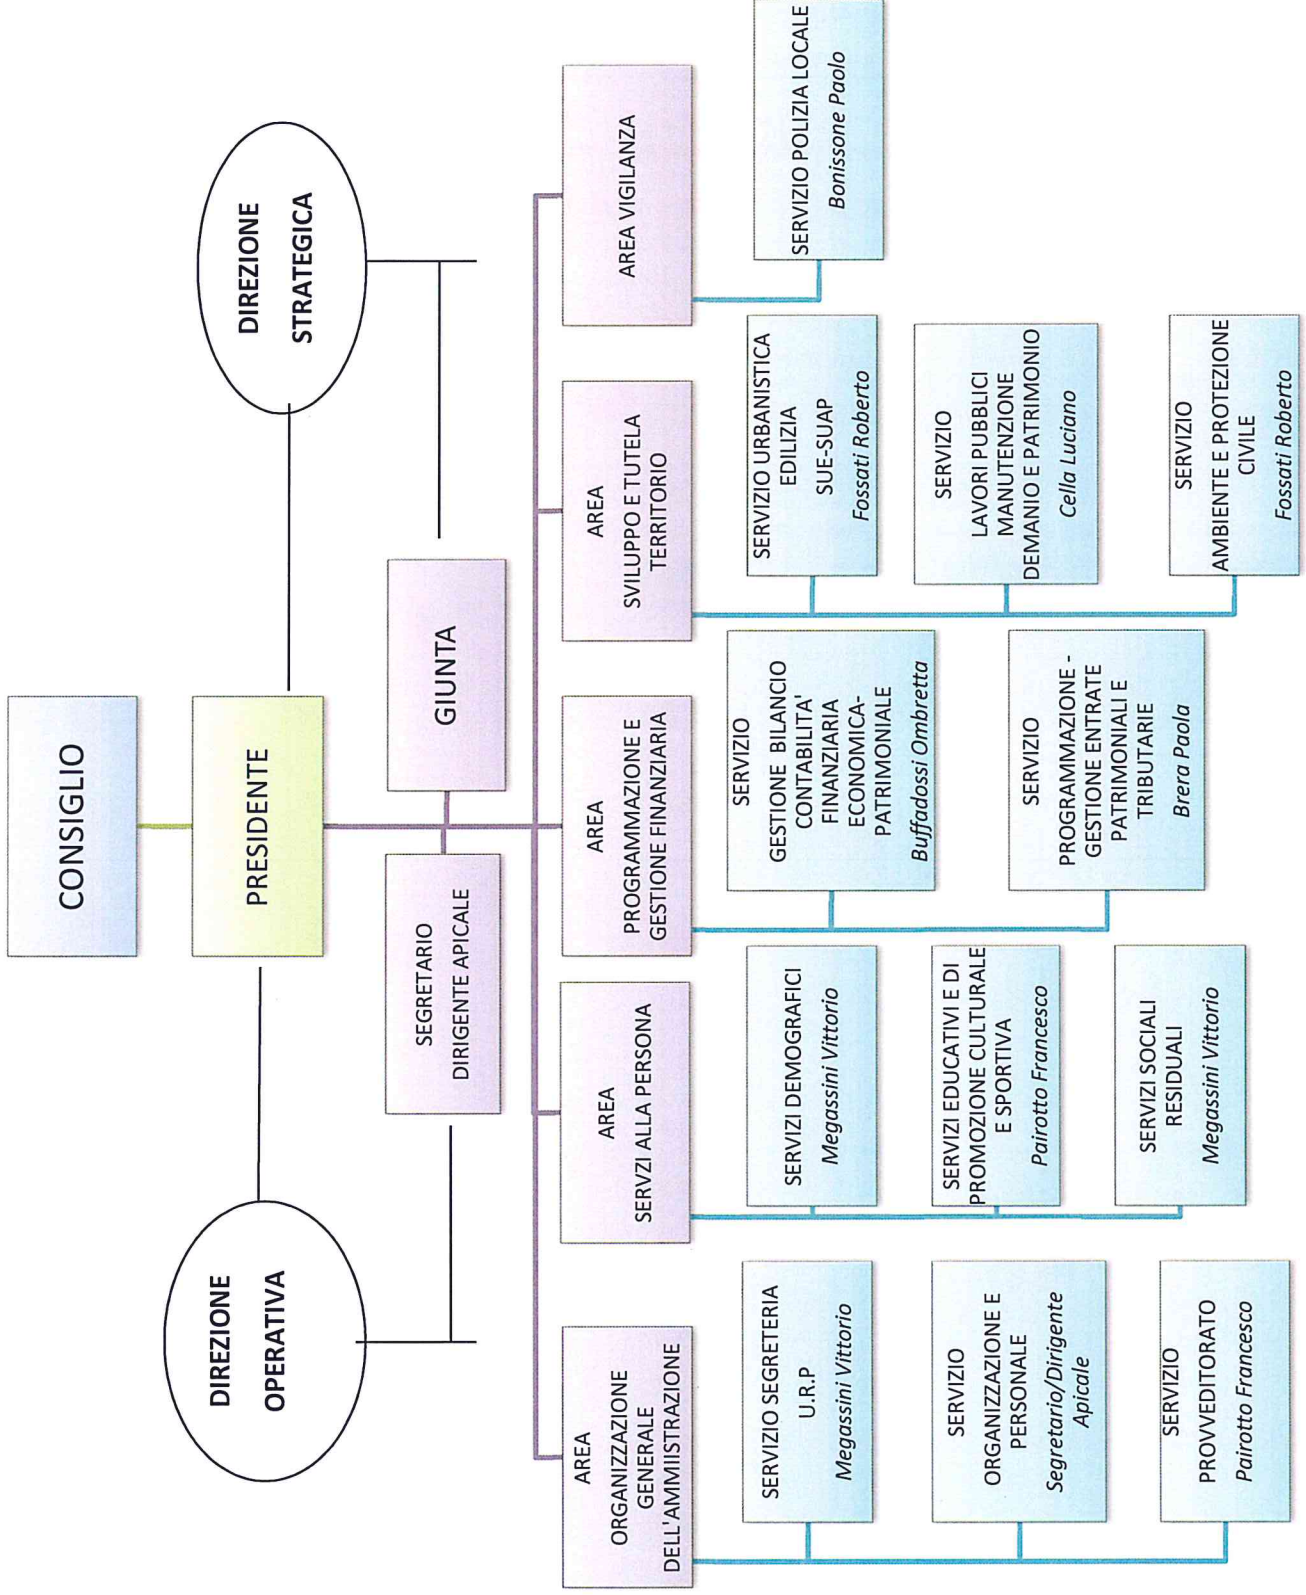 CONSIGLIO
PRESIDENTE
DIREZIONE
OPERATIVA
DIREZIONE
STRATEGICA
SEGRETARIO
DIRIGENTE APICALE
GIUNTA
AREA
ORGANIZZAZIONE
GENERALE
DELL'AMMISTRAZIONE
SERVIZIO SEGRETERIA
U.R.P
Megassini Vittorio
SERVIZIO
ORGANIZZAZIONE E
PERSONALE
Segretario/Dirigente
Apicale
SERVIZIO
PROVVEDITORATO
Pairotto Francesco
AREA
SERVZI ALLA PERSONA
SERVIZI DEMOGRAFICI
Megassini Vittorio
SERVIZI EDUCATIVI E DI
PROMOZIONE CULTURALE
E SPORTIVA
Pairotto Francesco
SERVIZI SOCIALI
RESIDUALI
Megassini Vittorio
AREA
PROGRAMMAZIONE E
GESTIONE FINANZIARIA
SERVIZIO
GESTIONE BILANCIO
CONTABILITA'
FINANZIARIA
ECONOMICA-
PATRIMONIALE
Buffadossi Ombretta
SERVIZIO
PROGRAMMAZIONE -
GESTIONE ENTRATE
PATRIMONIALI E
TRIBUTARIE
Brera Paola
AREA
SVILUPPO E TUTELA
TERRITORIO
SERVIZIO URBANISTICA
EDILIZIA
SUE-SUAP
Fossati Roberto
SERVIZIO
LAVORI PUBBLICI
MANUTENZIONE
DEMANIO E PATRIMONIO
Cella Luciano
SERVIZIO
AMBIENTE E PROTEZIONE
CIVILE
Fossati Roberto
AREA VIGILANZA
SERVIZIO POLIZIA LOCALE
Bonissone Paolo